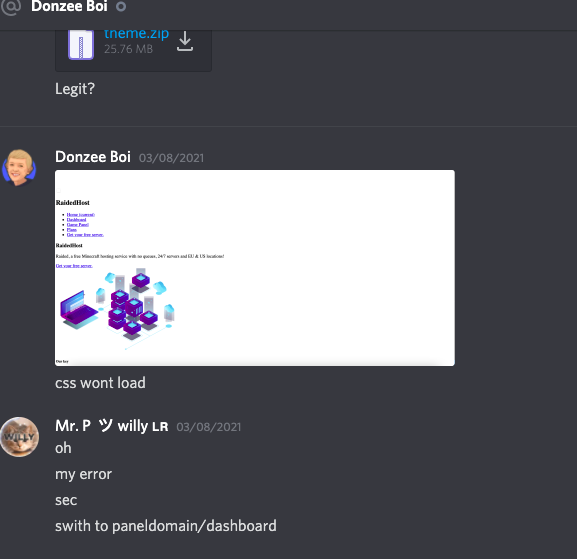 @ Donzee Boi
theme.zip
25.76 MB
Legit?
Donzee Boi 03/08/2021
RaidedHost
Home (current)
Dashboard
Game Panel
Plans
Get your free server.
RaidedHost
Raided, a free Minecraft hosting service with no queues, 24/7 servers and EU & US locations!
Get your free server.
css wont load
WILLY
Mr. P ツ willy LR 03/08/2021
oh
my error
sec
swith to paneldomain/dashboard